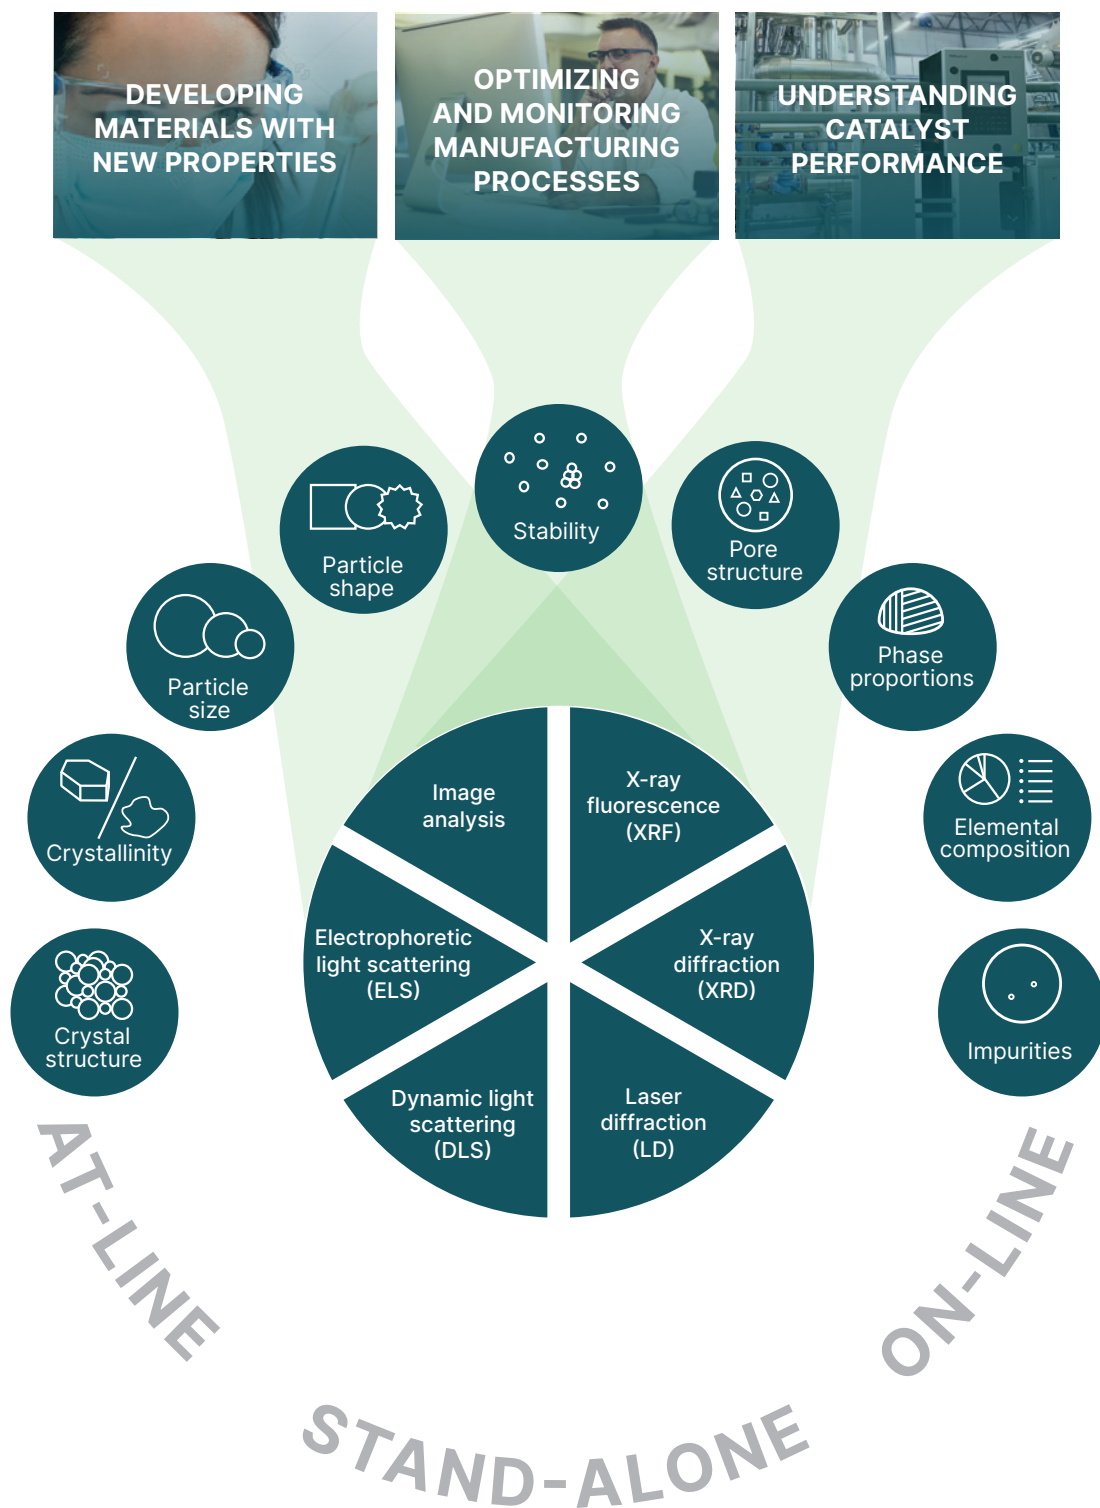 DEVELOPING
MATERIALS WITH
NEW PROPERTIES
OPTIMIZING
AND MONITORING
MANUFACTURING
PROCESSES
UNDERSTANDING
CATALYST
PERFORMANCE
Stability
Particle
shape
Pore
structure
Particle
size
Phase
proportions
Crystallinity
Elemental
composition
Crystal
structure
Impurities
Image
analysis
X-ray
fluorescence
(XRF)
Electrophoretic
light scattering
(ELS)
X-ray
diffraction
(XRD)
Dynamic light
scattering
(DLS)
Laser
diffraction
(LD)
AT-LINE
STAND-ALONE
ON-LINE